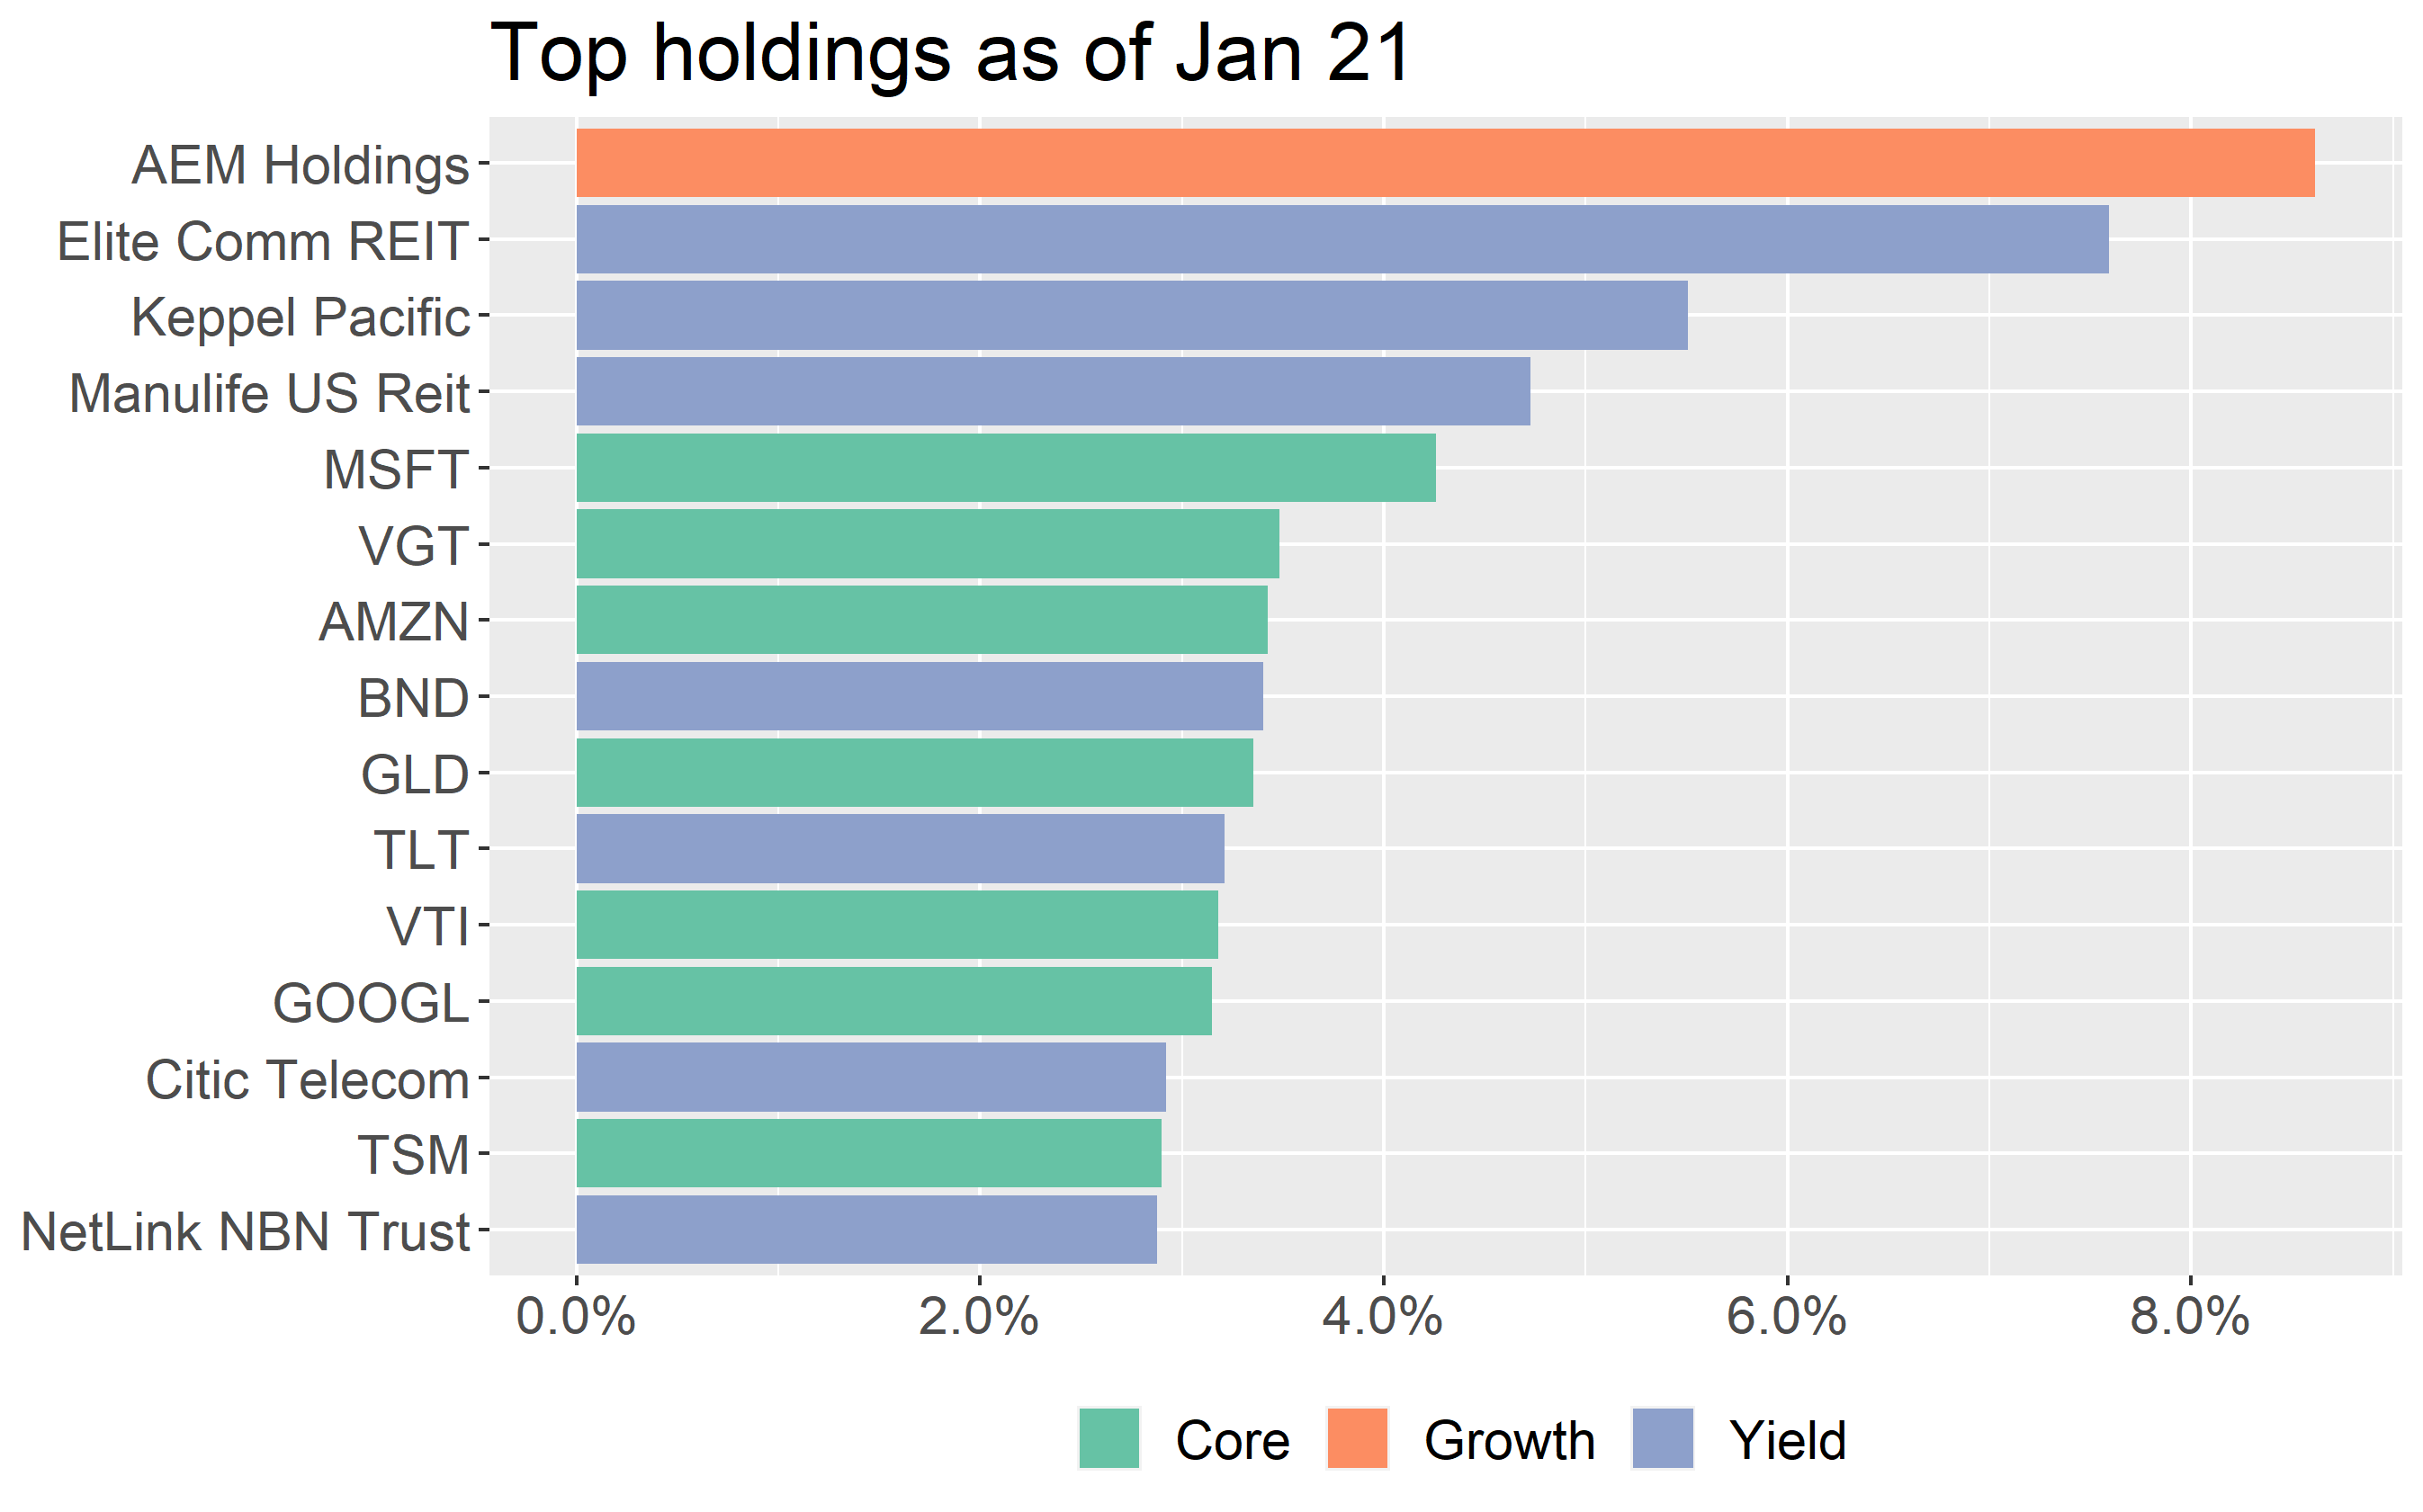 Top holdings as of Jan 21
AEM Holdings
Elite Comm REIT
Keppel Pacific
Manulife US Reit
MSFT
VGT
AMZN
BND
GLD
TLT
VTI
GOOGL
Citic Telecom
TSM
NetLink NBN Trust
0.0% 2.0% 4.0% 6.0% 8.0%
Core Growth Yield